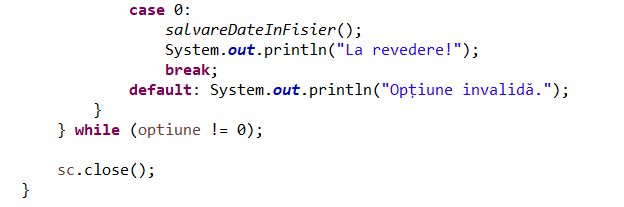 case 0:
salvareDateInFisier();
System.out.println("La revedere!");
break;
default: System.out.println("Opțiune invalidă.");
}
} while (optiune != 0);
sc.close();
}